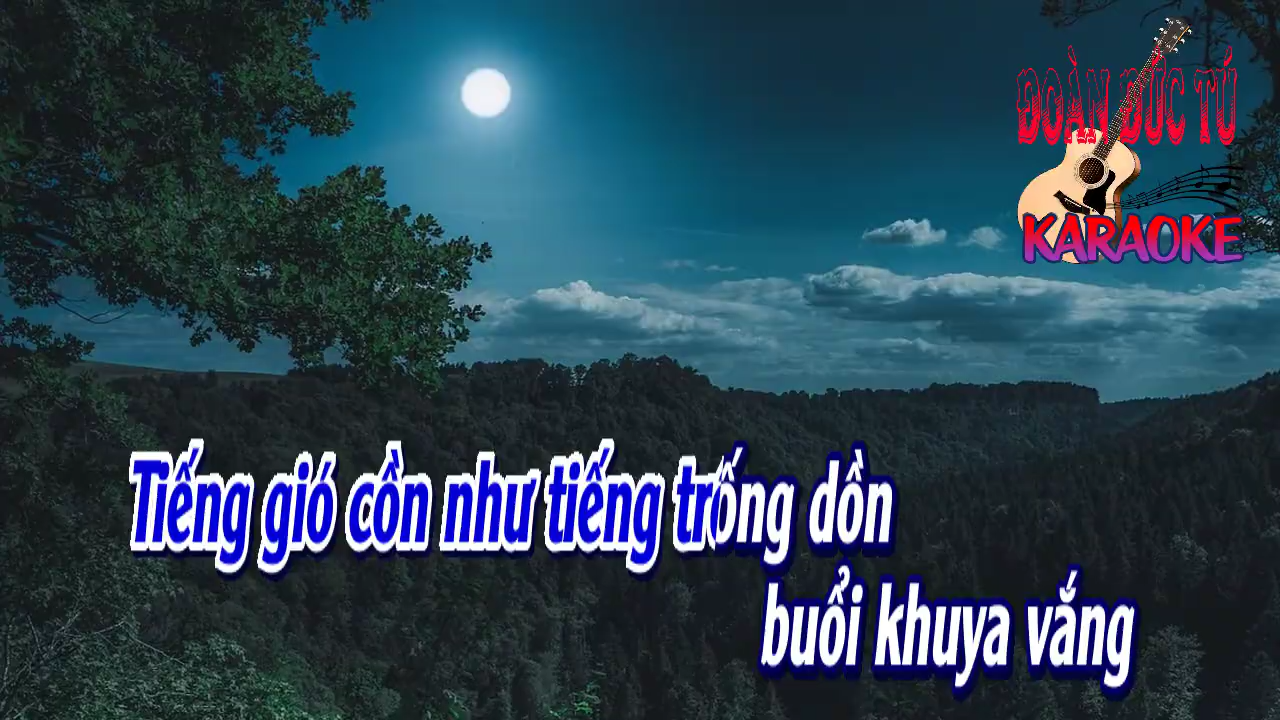 ĐOÀN ĐỨC TÚ
KARAOKE
Tiếng gió cồn như tiếng trống dồn
buổi khuya vắng